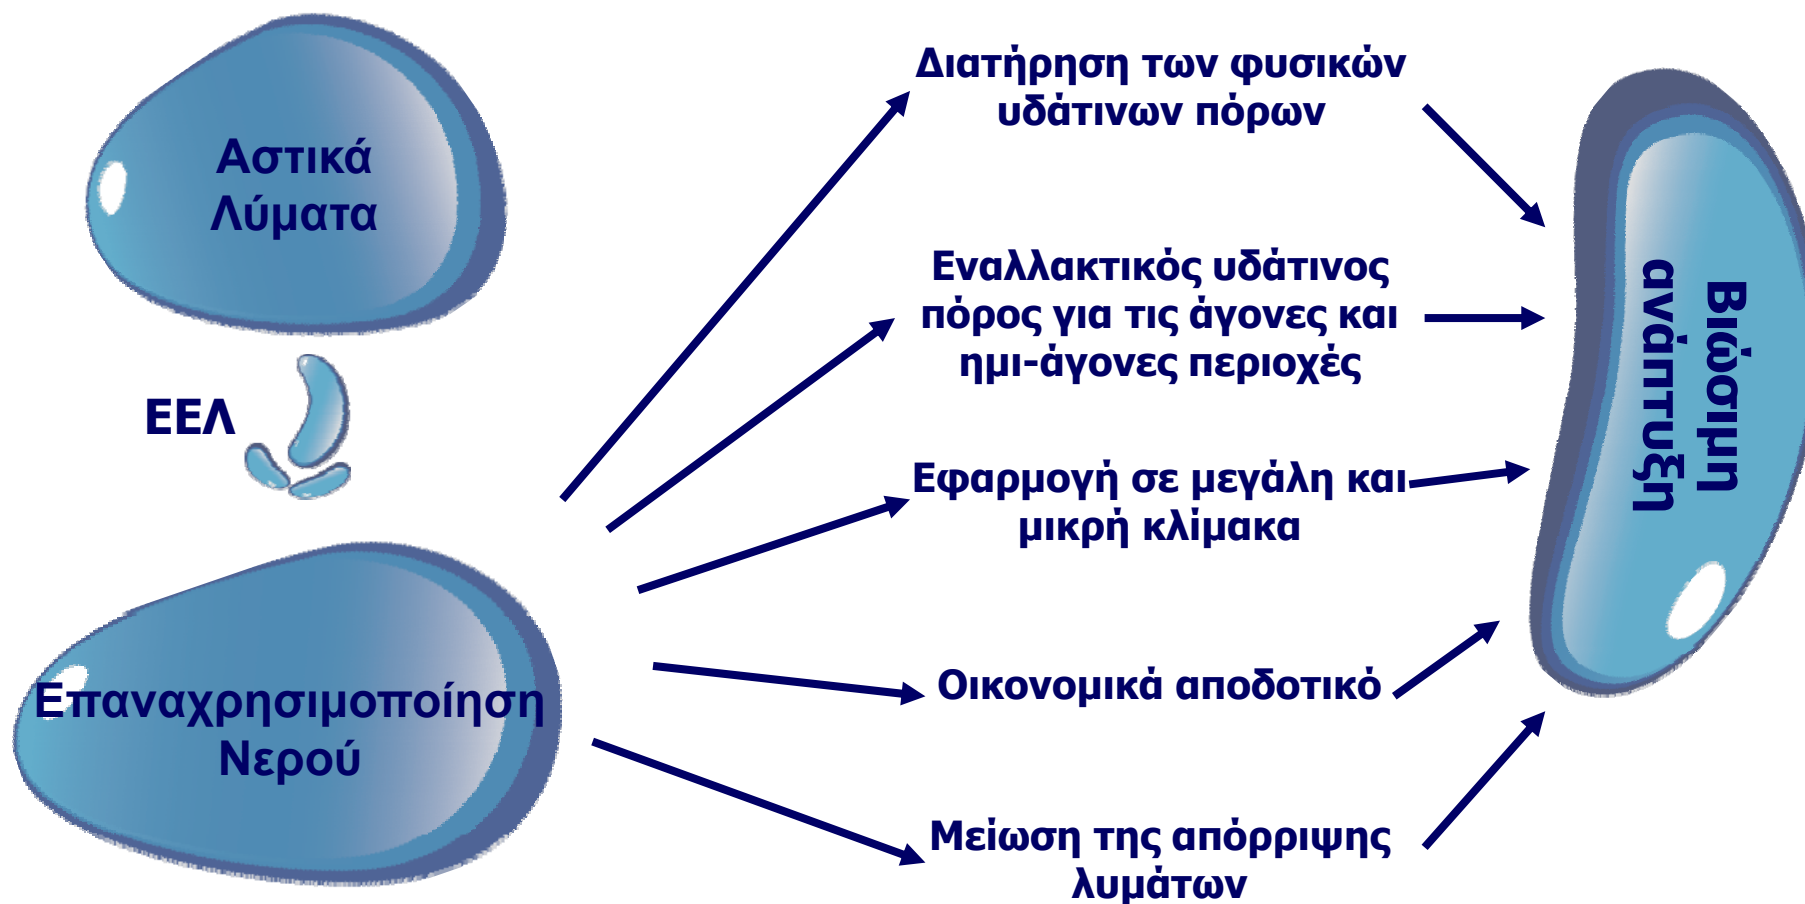 Αστικά
Λύματα
ΕΕΛ
Επαναχρησιμοποίηση
Νερού
Διατήρηση των φυσικών
υδάτινων πόρων
Εναλλακτικός υδάτινος
πόρος για τις άγονες και
ημι-άγονες περιοχές
Εφαρμογή σε μεγάλη και
μικρή κλίμακα
Οικονομικά αποδοτικό
Μείωση της απόρριψης
λυμάτων
Βιώσιμη
ανάπτυξη